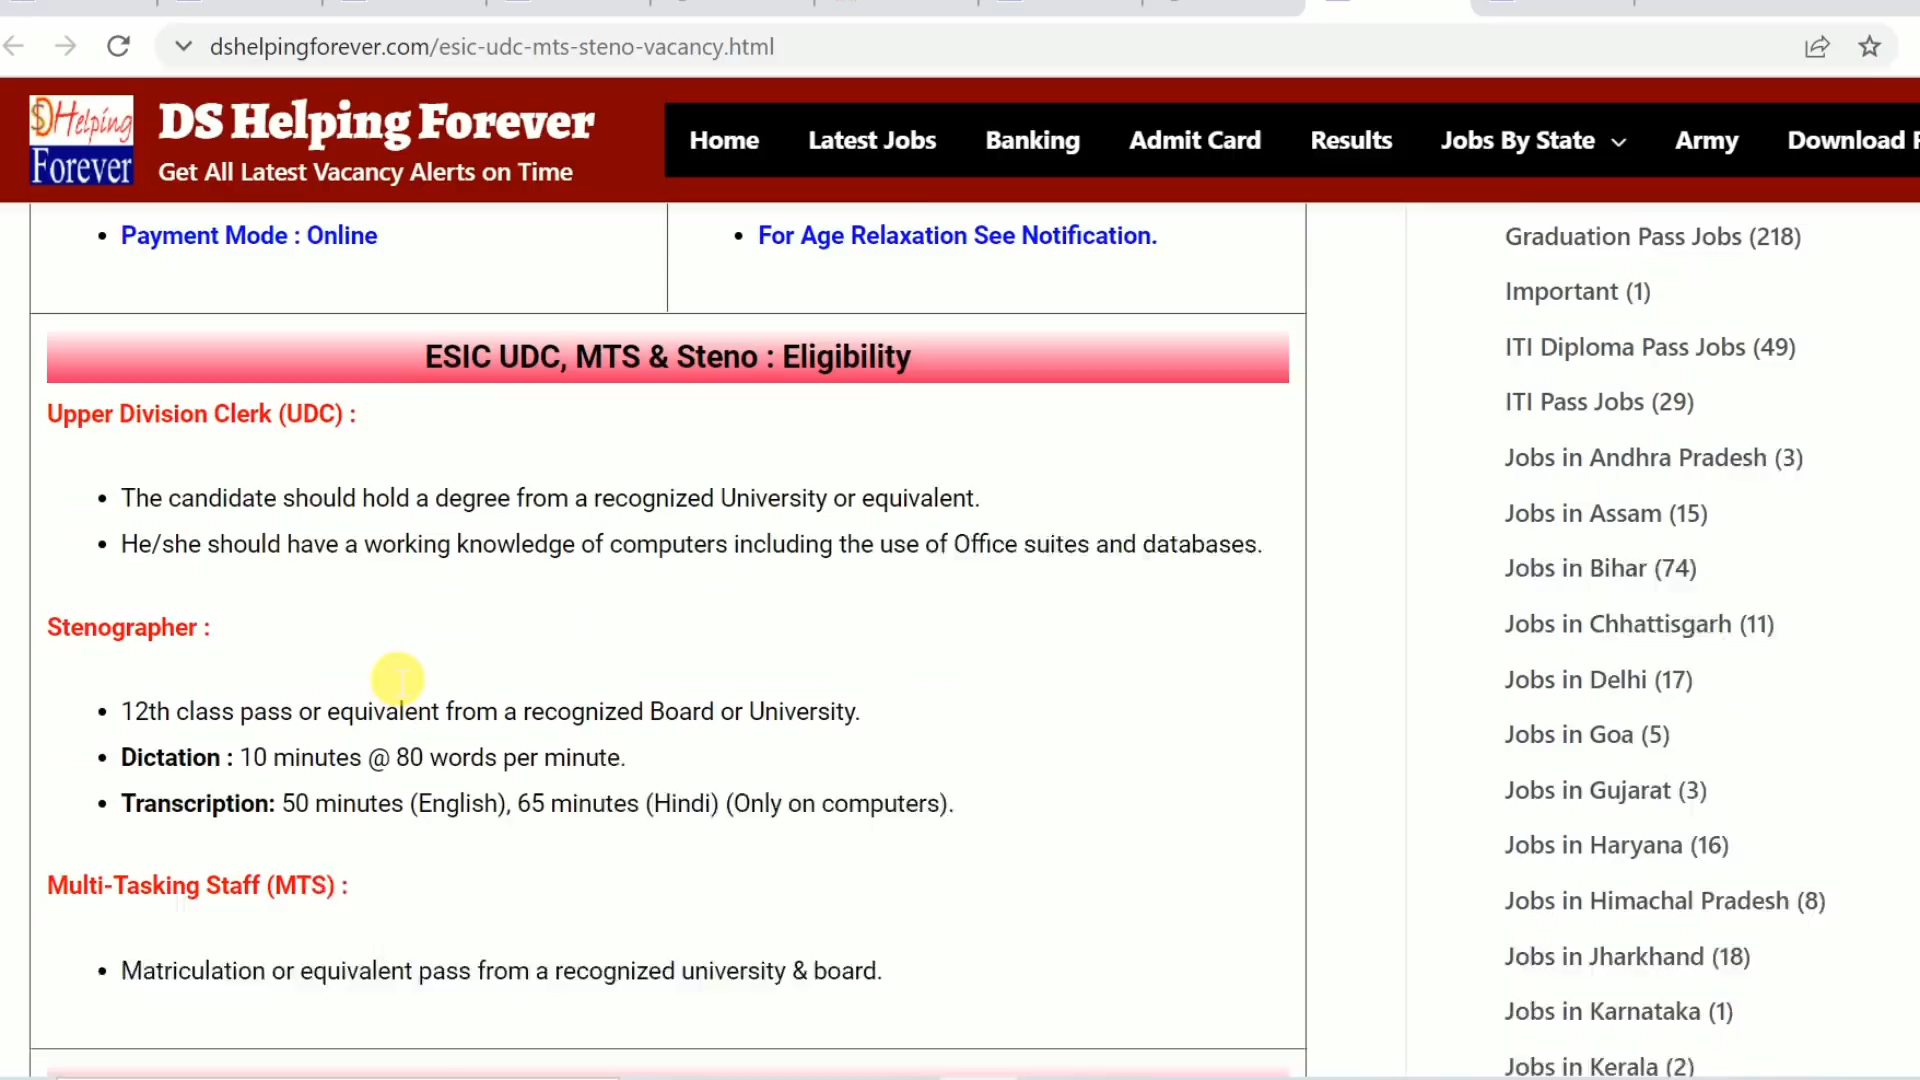 dshelpingforever.com/esic-udc-mts-steno-vacancy.html
DHelping
Forever
DS Helping Forever
Get All Latest Vacancy Alerts on Time
Home Latest Jobs Banking Admit Card Results Jobs By State Army Download
• Payment Mode : Online
• For Age Relaxation See Notification.
ESIC UDC, MTS & Steno : Eligibility
Upper Division Clerk (UDC) :
• The candidate should hold a degree from a recognized University or equivalent.
• He/she should have a working knowledge of computers including the use of Office suites and databases.
Stenographer :
• 12th class pass or equivalent from a recognized Board or University.
• Dictation : 10 minutes @ 80 words per minute.
• Transcription: 50 minutes (English), 65 minutes (Hindi) (Only on computers).
Multi-Tasking Staff (MTS) :
• Matriculation or equivalent pass from a recognized university & board.
Graduation Pass Jobs (218)
Important (1)
ITI Diploma Pass Jobs (49)
ITI Pass Jobs (29)
Jobs in Andhra Pradesh (3)
Jobs in Assam (15)
Jobs in Bihar (74)
Jobs in Chhattisgarh (11)
Jobs in Delhi (17)
Jobs in Goa (5)
Jobs in Gujarat (3)
Jobs in Haryana (16)
Jobs in Himachal Pradesh (8)
Jobs in Jharkhand (18)
Jobs in Karnataka (1)
Jobs in Kerala (2)